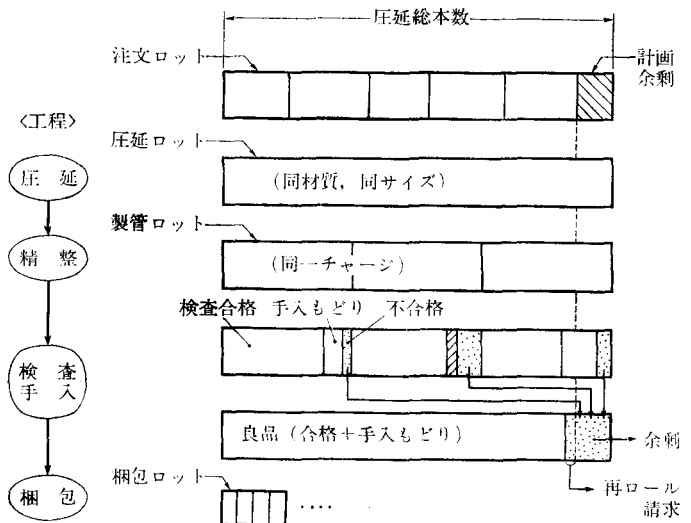 圧延総本数
注文ロット
計画
余剰
〈工程〉
圧延ロット
圧 延
(同材質，同サイズ)
製管ロット
精 整
(同一チャージ)
検査合格 手入もどり 不合格
検 査
手 入
良品 (合格＋手入もどり)
余剰
梱包ロット
再ロール
請求
梱 包
‥‥